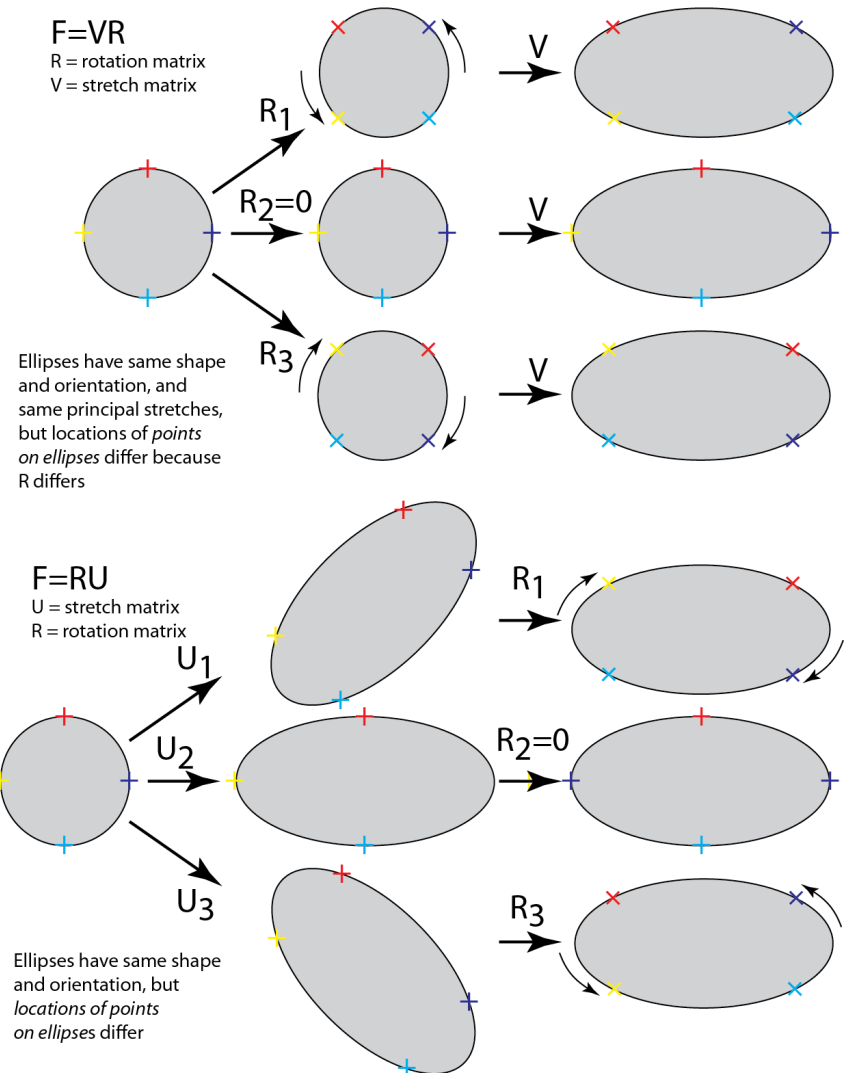 F=VR
R = rotation matrix
V = stretch matrix
R1
V
R2=0
V
R3
V
Ellipses have same shape
and orientation, and
same principal stretches,
but locations of points
on ellipses differ because
R differs
F=RU
U = stretch matrix
R = rotation matrix
U1
R1
U2
R2=0
U3
R3
Ellipses have same shape
and orientation, but
locations of points
on ellipses differ